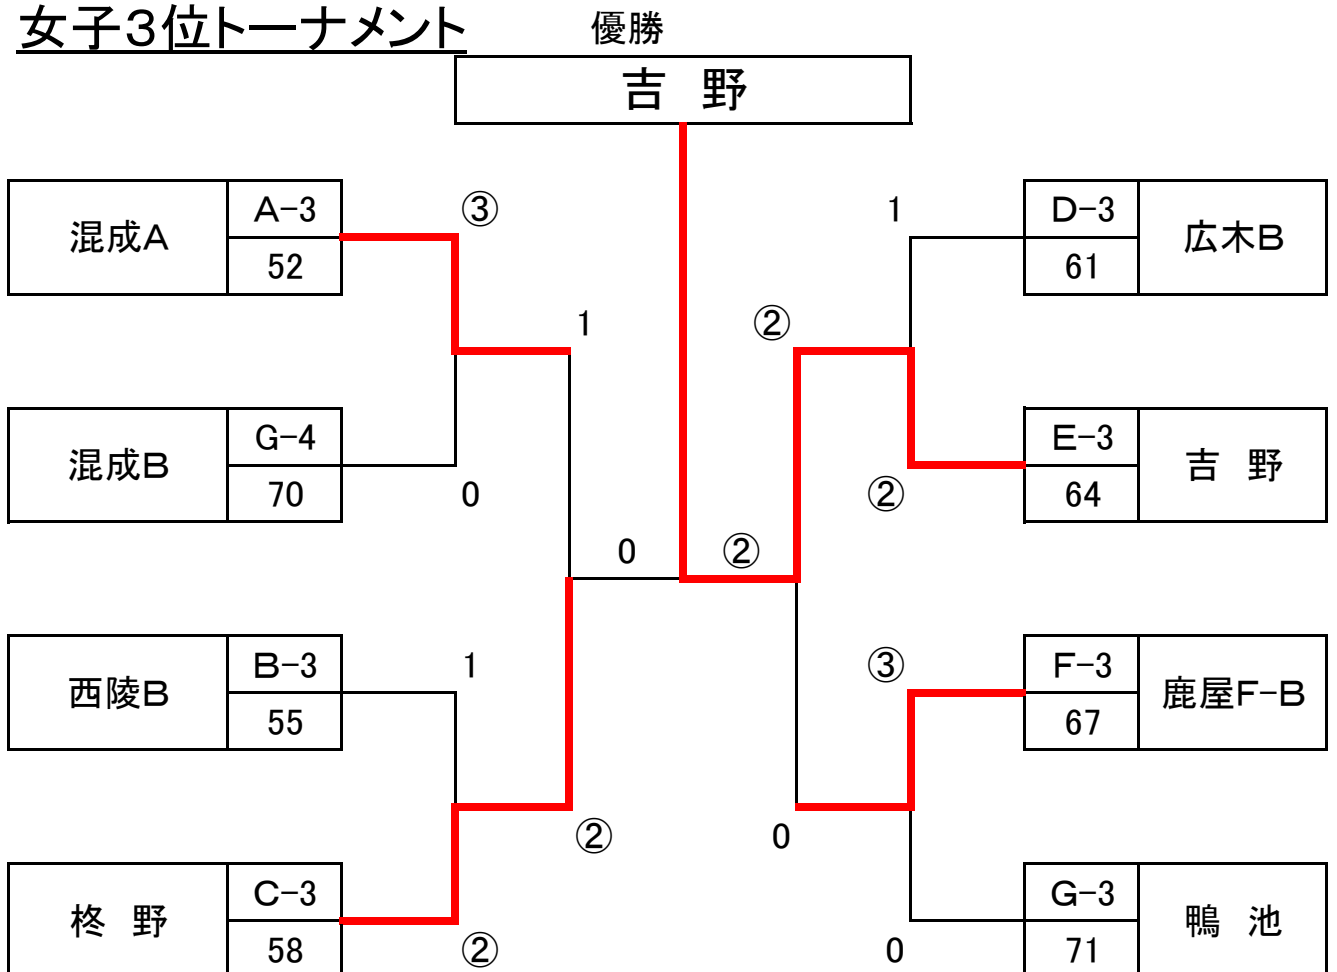 女子３位トーナメント
優勝
吉　野
混成A
A-3
52
③
1
D-3
61
広木B
1
②
混成B
G-4
70
0
②
E-3
64
吉　野
0
②
西陵B
B-3
55
1
③
F-3
67
鹿屋F-B
②
0
柊　野
C-3
58
②
0
G-3
71
鴨　池